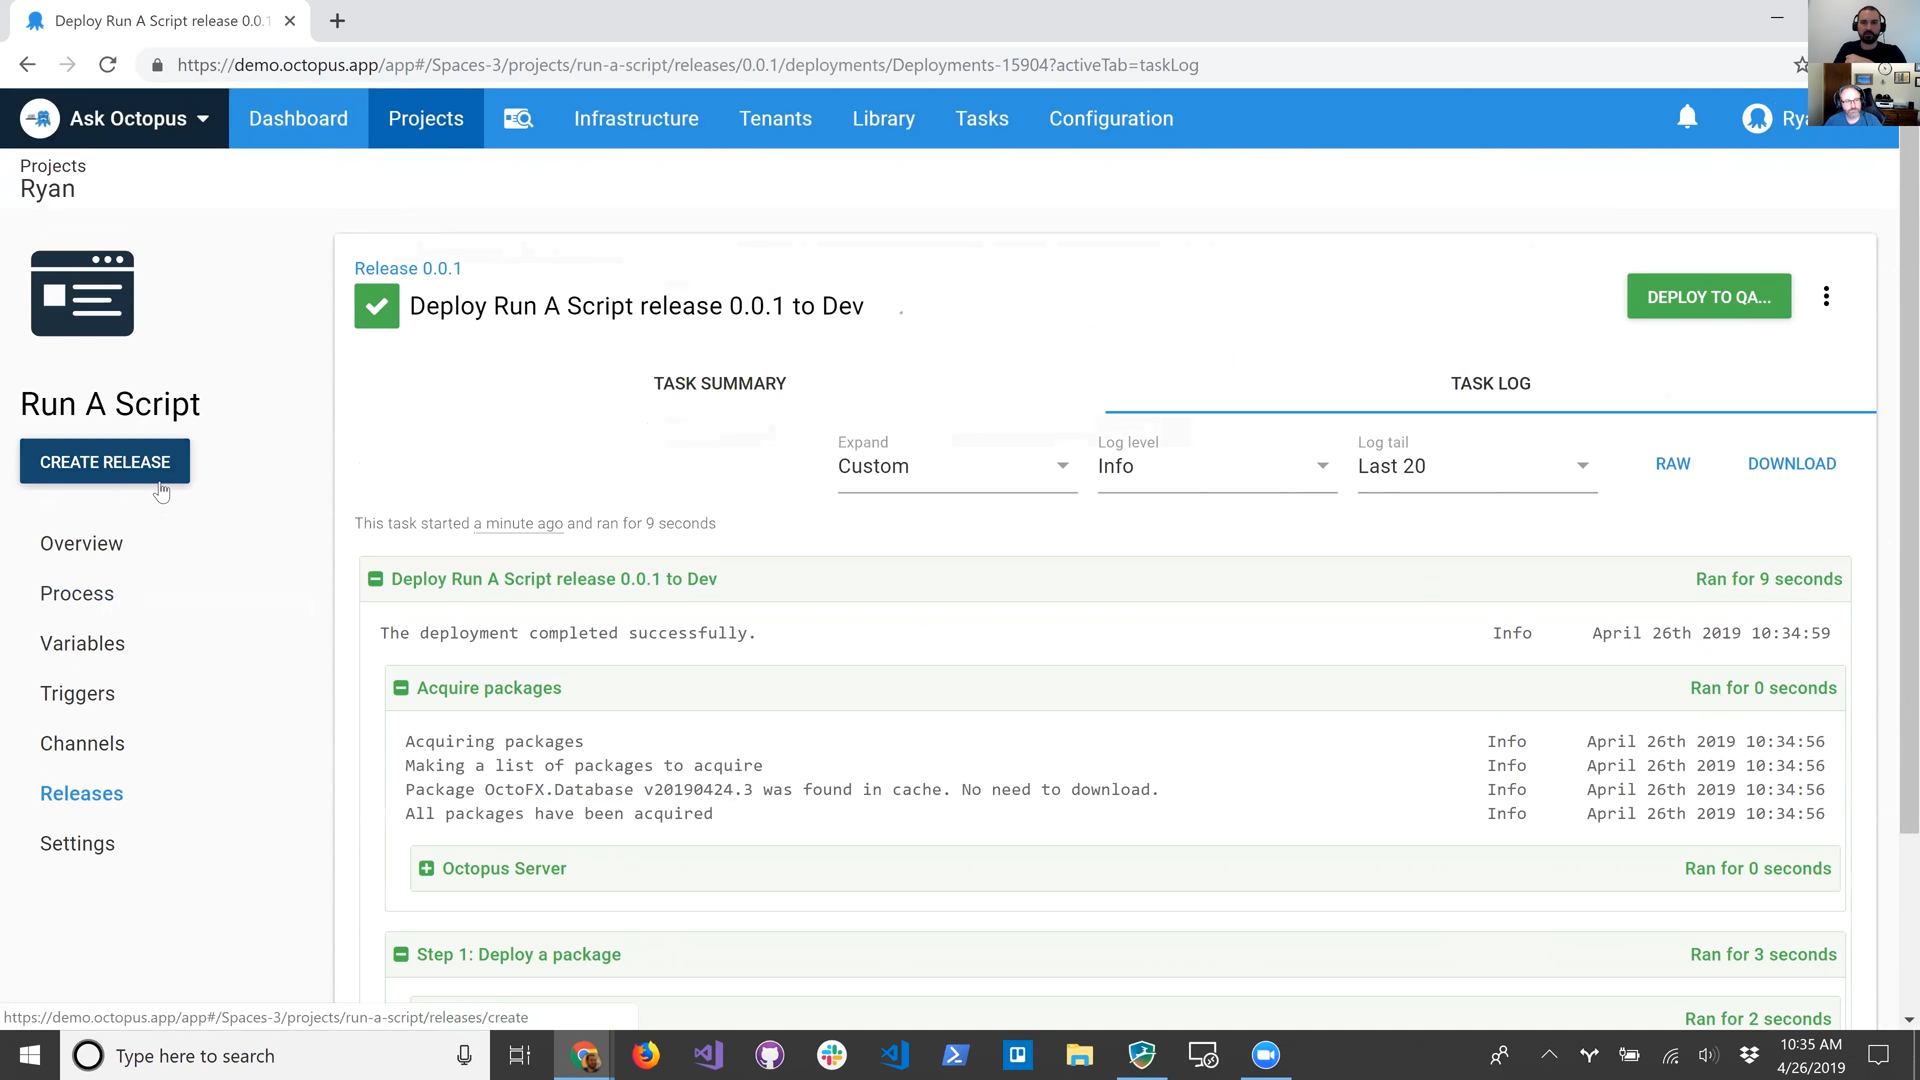 Deploy Run A Script release 0.0.1
https://demo.octopus.app/app#/Spaces-3/projects/run-a-script/releases/0.0.1/deployments/Deployments-15904?activeTab=taskLog
Ask Octopus
Dashboard
Projects
Infrastructure
Tenants
Library
Tasks
Configuration
Projects
Ryan
Release 0.0.1
Deploy Run A Script release 0.0.1 to Dev
DEPLOY TO QA...
TASK SUMMARY
TASK LOG
Run A Script
CREATE RELEASE
Expand
Custom
Log level
Info
Log tail
Last 20
RAW
DOWNLOAD
This task started a minute ago and ran for 9 seconds
Overview
Process
Variables
Triggers
Channels
Releases
Settings
Deploy Run A Script release 0.0.1 to Dev Ran for 9 seconds
The deployment completed successfully. Info April 26th 2019 10:34:59
Acquire packages Ran for 0 seconds
Acquiring packages Info April 26th 2019 10:34:56
Making a list of packages to acquire Info April 26th 2019 10:34:56
Package OctoFX.Database v20190424.3 was found in cache. No need to download. Info April 26th 2019 10:34:56
All packages have been acquired Info April 26th 2019 10:34:56
Octopus Server Ran for 0 seconds
Step 1: Deploy a package Ran for 3 seconds
Ran for 2 seconds
https://demo.octopus.app/app#/Spaces-3/projects/run-a-script/releases/create
Type here to search
10:35 AM
4/26/2019